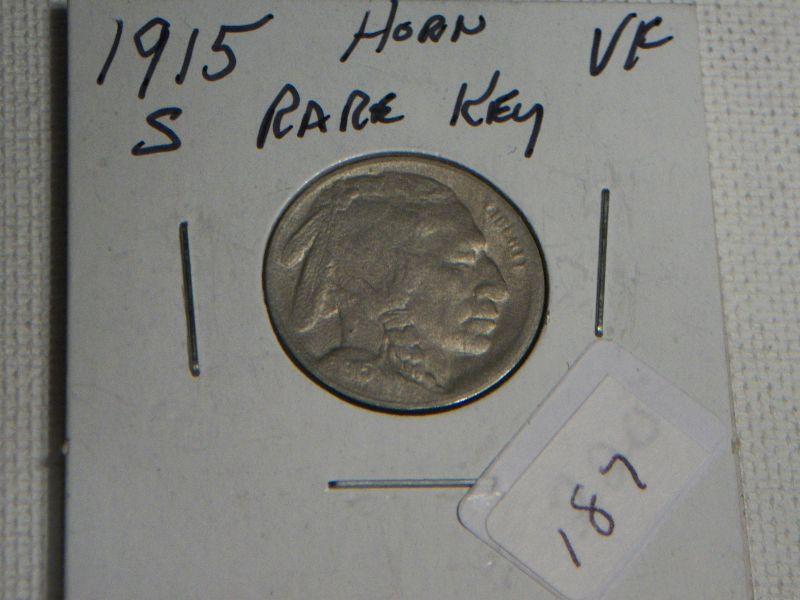 1915 HORN VF
S RARE KEY
LIBERTY
187